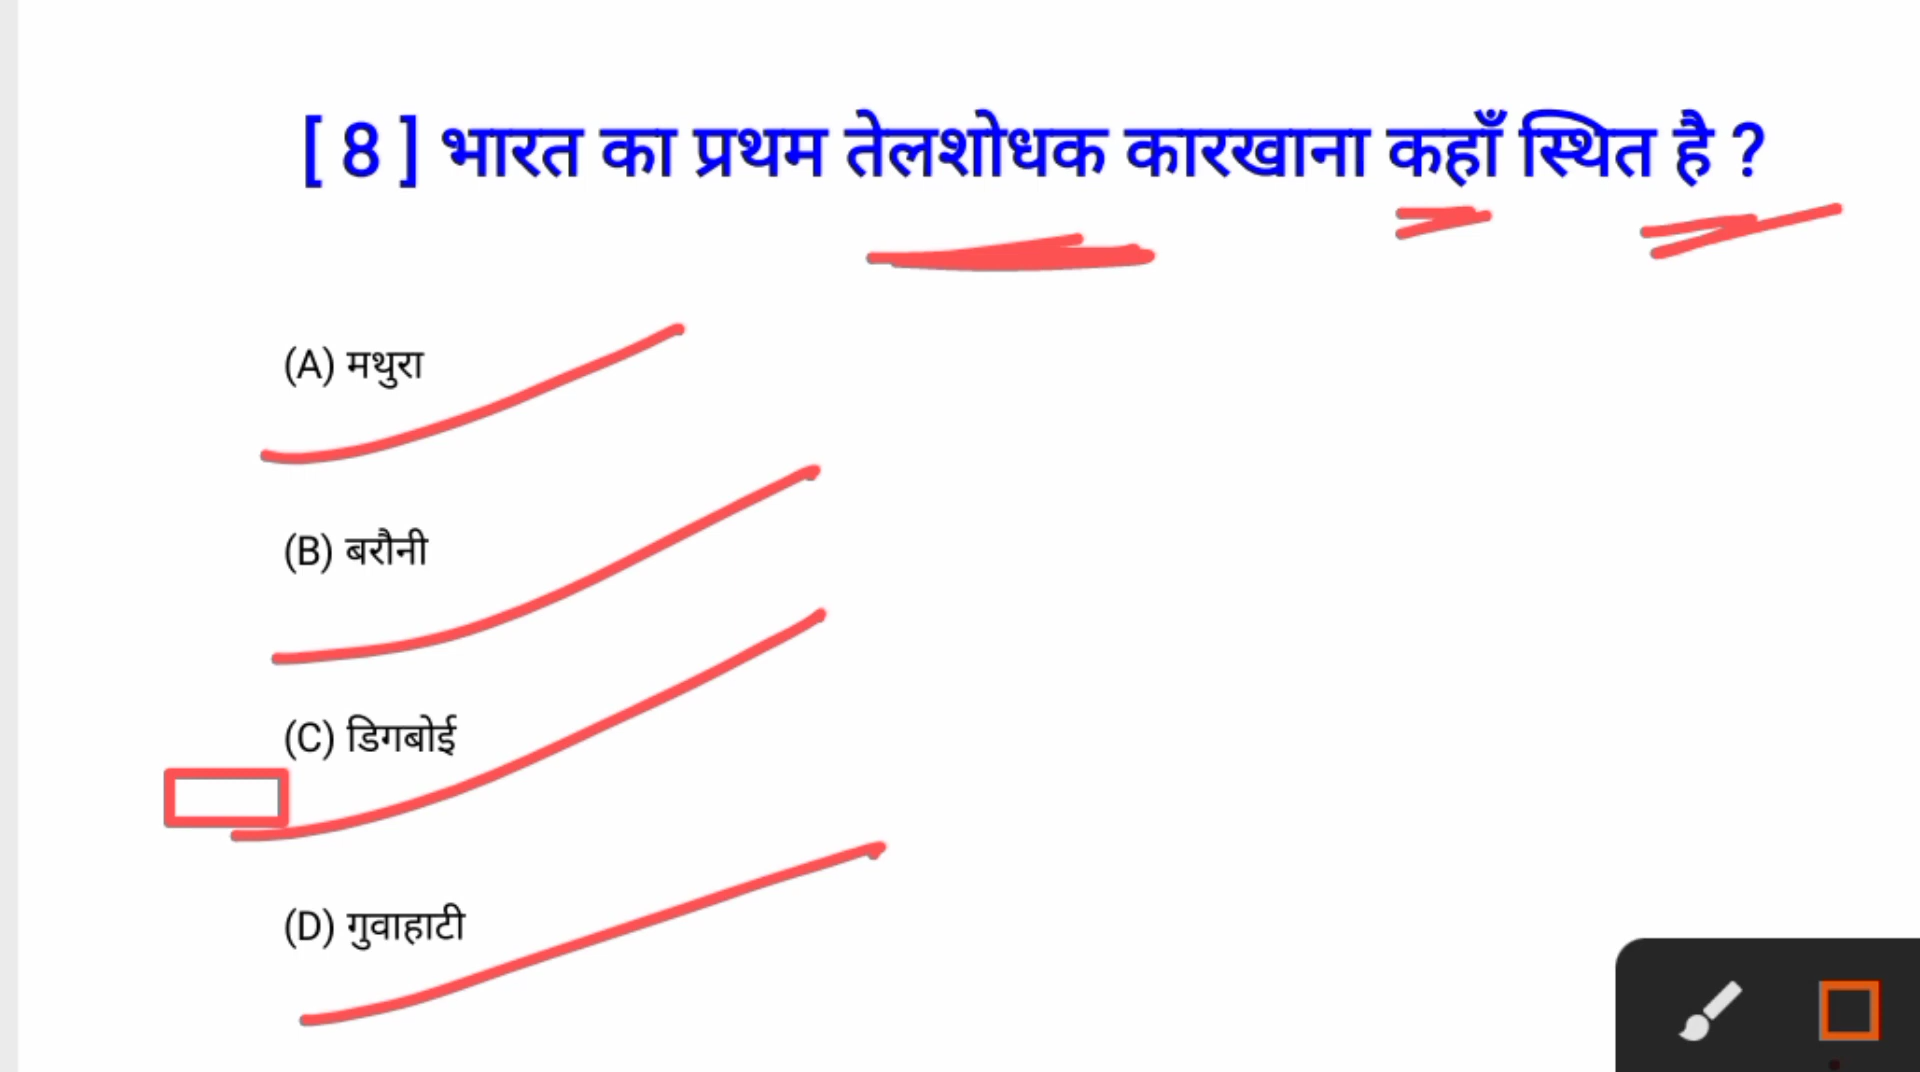 [ 8 ] भारत का प्रथम तेलशोधक कारखाना कहाँ स्थित है ?
(A) मथुरा
(B) बरौनी
(C) डिगबोई
(D) गुवाहाटी